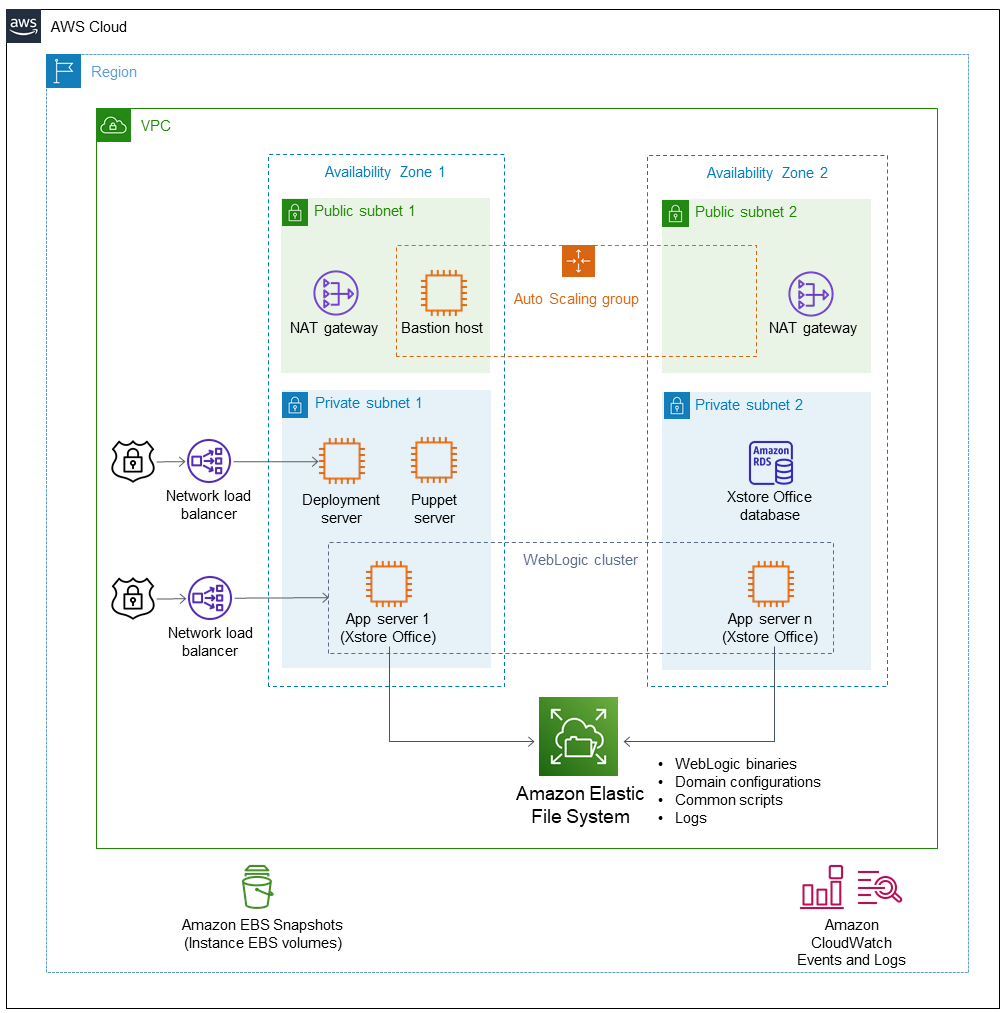 aws
AWS Cloud
Region
VPC
Availability Zone 1
Availability Zone 2
Public subnet 1
Public subnet 2
Auto Scaling group
NAT gateway
Bastion host
NAT gateway
Private subnet 1
Private subnet 2
Amazon
RDS
Network load
balancer
Deployment
server
Puppet
server
Xstore Office
database
WebLogic cluster
Network load
balancer
App server 1
(Xstore Office)
App server n
(Xstore Office)
Amazon Elastic
File System
• WebLogic binaries
• Domain configurations
• Common scripts
• Logs
Amazon EBS Snapshots
(Instance EBS volumes)
Amazon
CloudWatch
Events and Logs